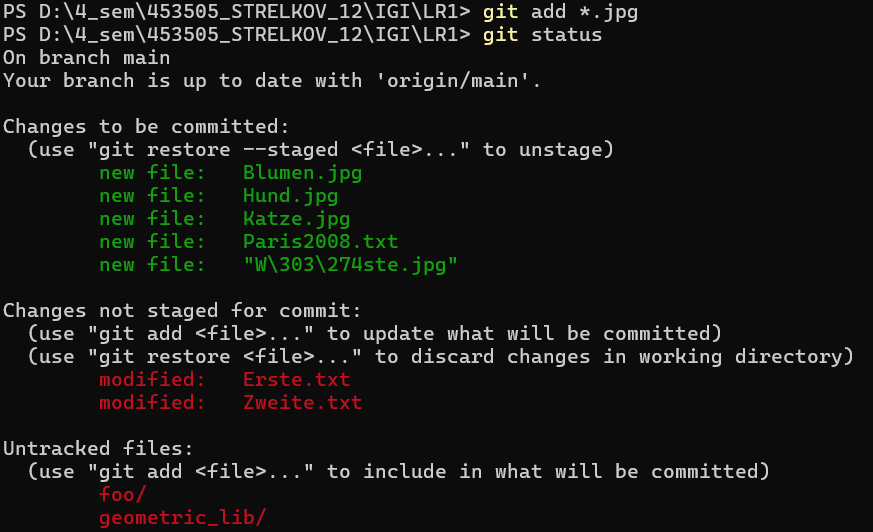 PS D:\4_sem\453505_STRELKOV_12\IGI\LR1> git add *.jpg
PS D:\4_sem\453505_STRELKOV_12\IGI\LR1> git status
On branch main
Your branch is up to date with 'origin/main'.
Changes to be committed:
  (use "git restore --staged <file>..." to unstage)
        new file:   Blumen.jpg
        new file:   Hund.jpg
        new file:   Katze.jpg
        new file:   Paris2008.txt
        new file:   "W\303\274ste.jpg"
Changes not staged for commit:
  (use "git add <file>..." to update what will be committed)
  (use "git restore <file>..." to discard changes in working directory)
        modified:   Erste.txt
        modified:   Zweite.txt
Untracked files:
  (use "git add <file>..." to include in what will be committed)
        foo/
        geometric_lib/